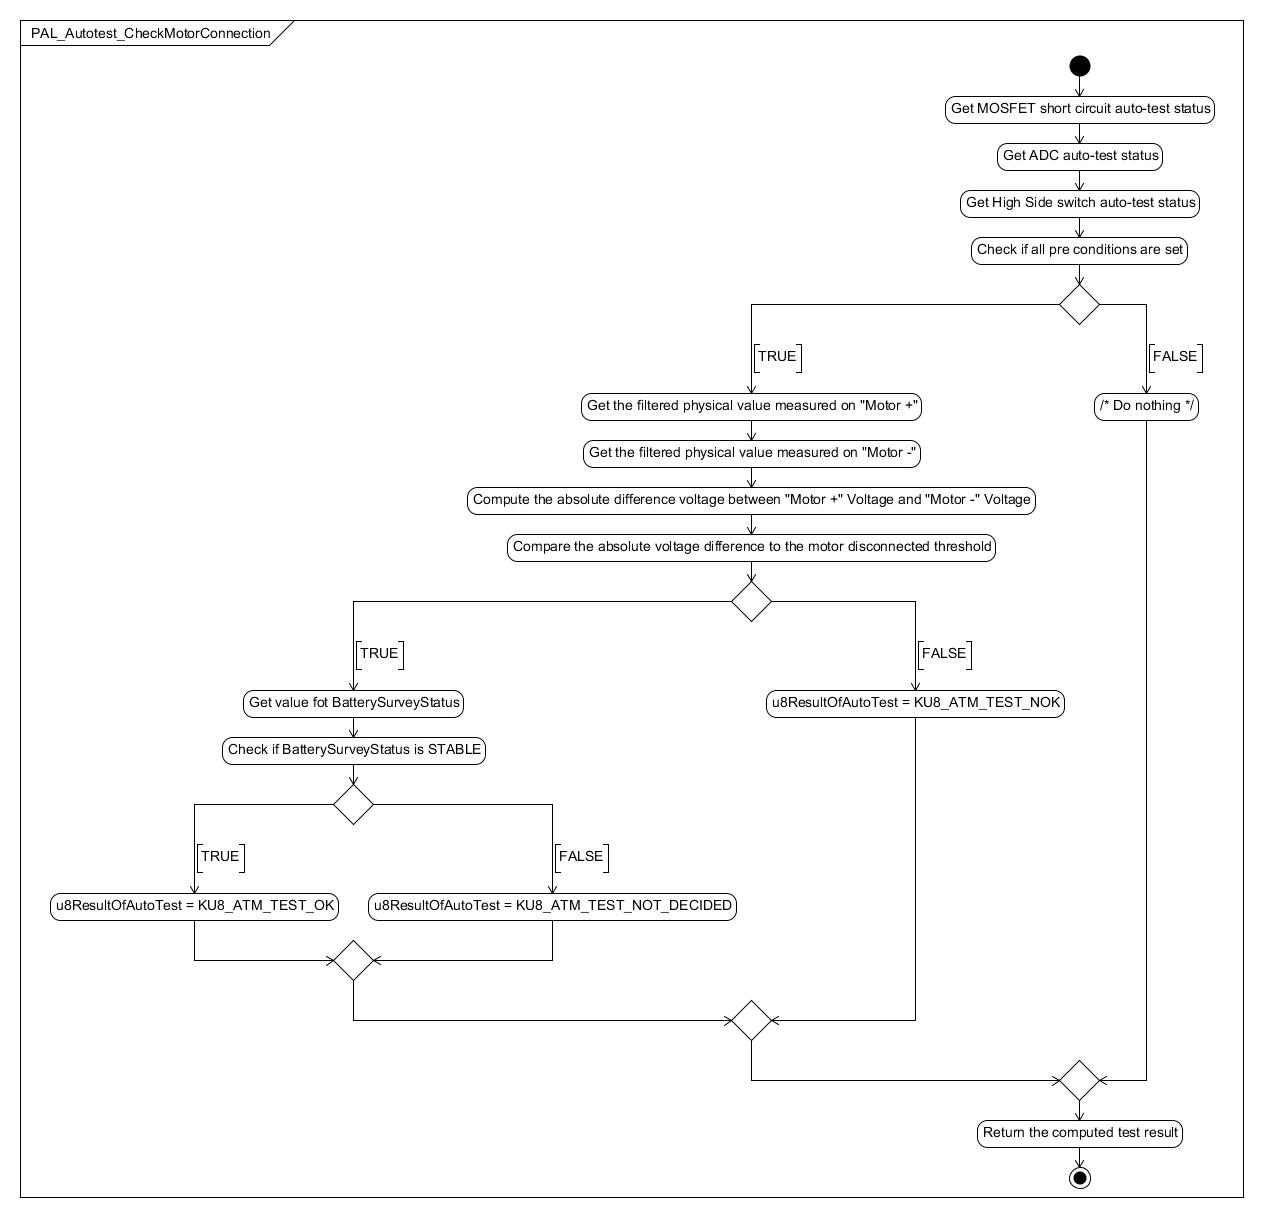 PAL_Autotest_CheckMotorConnection
Get MOSFET short circuit auto-test status
Get ADC auto-test status
Get High Side switch auto-test status
Check if all pre conditions are set
[TRUE]
[FALSE]
Get the filtered physical value measured on "Motor +"
/* Do nothing */
Get the filtered physical value measured on "Motor -"
Compute the absolute difference voltage between "Motor +" Voltage and "Motor -" Voltage
Compare the absolute voltage difference to the motor disconnected threshold
[TRUE]
[FALSE]
Get value fot BatterySurveyStatus
u8ResultOfAutoTest = KU8_ATM_TEST_NOK
Check if BatterySurveyStatus is STABLE
[TRUE]
[FALSE]
u8ResultOfAutoTest = KU8_ATM_TEST_OK
u8ResultOfAutoTest = KU8_ATM_TEST_NOT_DECIDED
Return the computed test result